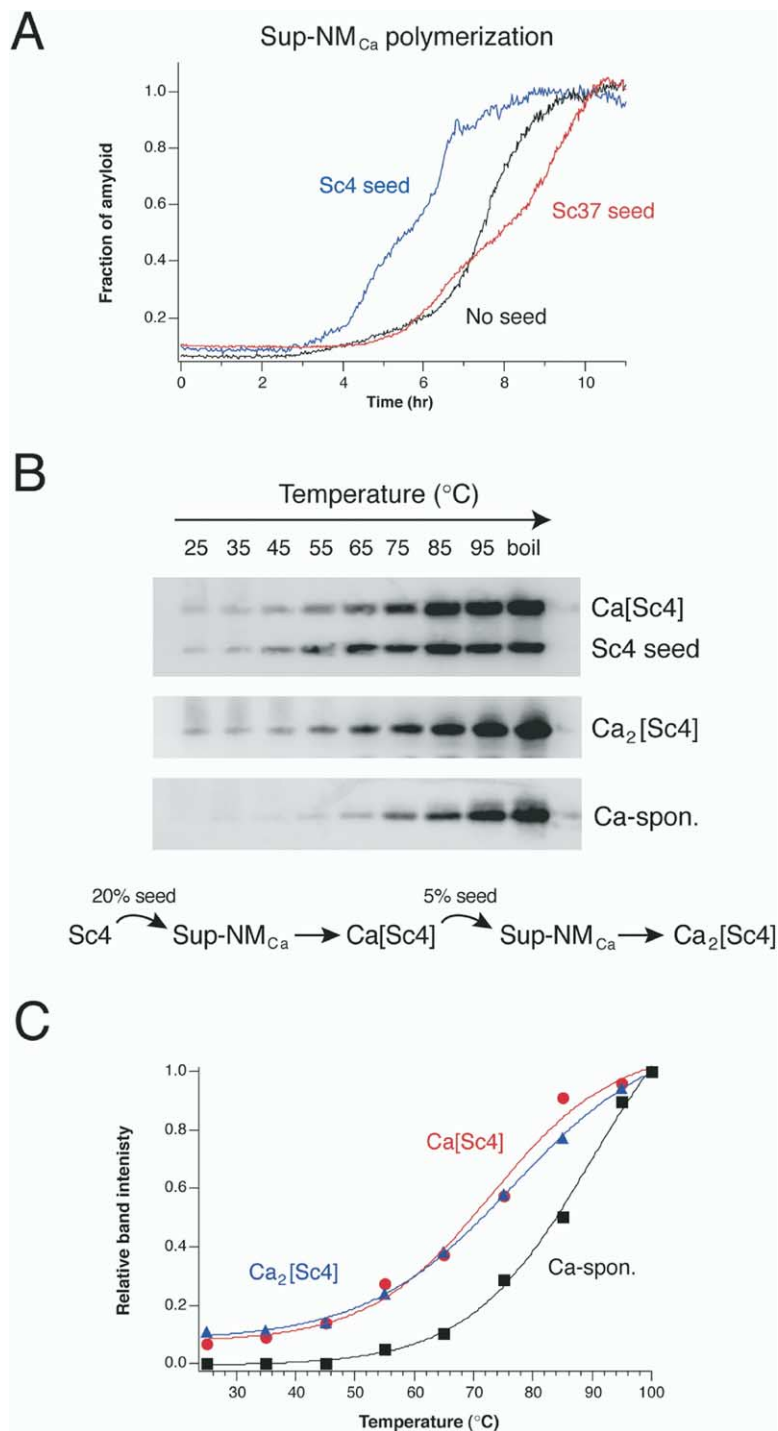 A
Sup-NMCa polymerization
1.0
0.8
0.6
0.4
0.2
Fraction of amyloid
Sc4 seed
Sc37 seed
No seed
0 2 4 6 8 10
Time (hr)
B
Temperature (°C)
25 35 45 55 65 75 85 95 boil
Ca[Sc4]
Sc4 seed
Ca2[Sc4]
Ca-spon.
20% seed 5% seed
Sc4 Sup-NMCa Ca[Sc4] Sup-NMCa Ca2[Sc4]
C
1.0
0.8
0.6
0.4
0.2
0.0
Relative band intenisty
Ca[Sc4]
Ca2[Sc4]
Ca-spon.
30 40 50 60 70 80 90 100
Temperature (°C)